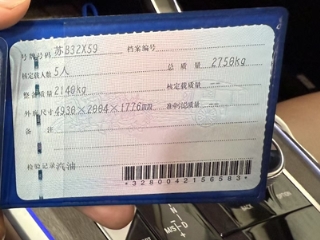 号牌号码 苏B32X59 档案编号
核定载人数 5人 总质量 2750kg
整备质量 2140kg 核定载质量 --
外廓尺寸 4930×2004×1776mm 准牵引总质量 --
备注
检验记录 汽油
*3280042158583*